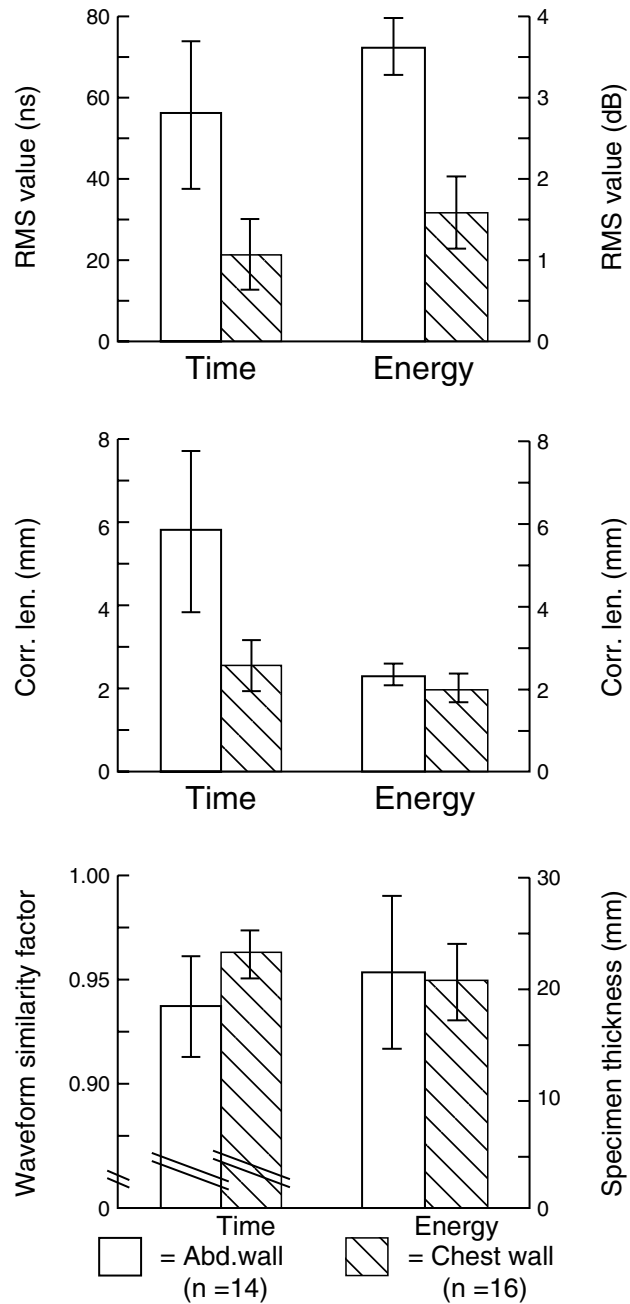 RMS value (ns)
80
60
40
20
0
4
3
2
1
0
RMS value (dB)
Time
Energy
Corr. len. (mm)
8
6
4
2
0
8
6
4
2
0
Corr. len. (mm)
Time
Energy
Waveform similarity factor
1.00
0.95
0.90
0
30
20
10
0
Specimen thickness (mm)
Time
Energy
= Abd.wall
(n =14)
= Chest wall
(n =16)